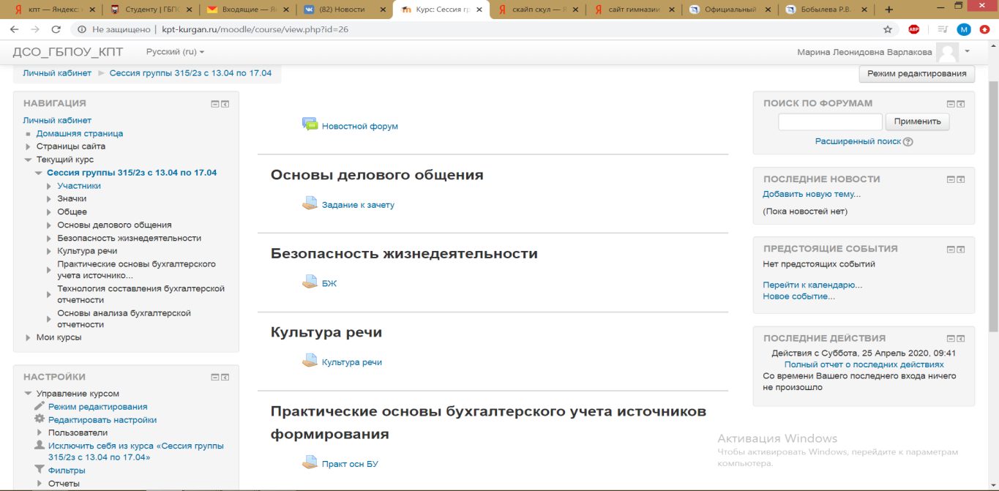 кпт — Яндекс:
Студенту | ГБПО
Входящие — Ян
(82) Новости
Курс: Сессия гр
скайп скул — Я
сайт гимназии
Официальный
Бобылева Р.В.
Не защищено | kpt-kurgan.ru/moodle/course/view.php?id=26
ABP
M
ДСО_ГБПОУ_КПТ
Русский (ru)
Марина Леонидовна Варлакова
Личный кабинет
Сессия группы 315/2з с 13.04 по 17.04
Режим редактирования
НАВИГАЦИЯ
Личный кабинет
Домашняя страница
Страницы сайта
Текущий курс
Сессия группы 315/2з с 13.04 по 17.04
Участники
Значки
Общее
Основы делового общения
Безопасность жизнедеятельности
Культура речи
Практические основы бухгалтерского
учета источнико...
Технология составления бухгалтерской
отчетности
Основы анализа бухгалтерской
отчетности
Мои курсы
НАСТРОЙКИ
Управление курсом
Режим редактирования
Редактировать настройки
Пользователи
Исключить себя из курса «Сессия группы
315/2з с 13.04 по 17.04»
Фильтры
Отчеты
Новостной форум
Основы делового общения
Задание к зачету
Безопасность жизнедеятельности
БЖ
Культура речи
Культура речи
Практические основы бухгалтерского учета источников
формирования
Практ осн БУ
ПОИСК ПО ФОРУМАМ
Применить
Расширенный поиск
ПОСЛЕДНИЕ НОВОСТИ
Добавить новую тему...
(Пока новостей нет)
ПРЕДСТОЯЩИЕ СОБЫТИЯ
Нет предстоящих событий
Перейти к календарю...
Новое событие...
ПОСЛЕДНИЕ ДЕЙСТВИЯ
Действия с Суббота, 25 Апрель 2020, 09:41
Полный отчет о последних действиях
Со времени Вашего последнего входа ничего
не произошло
Активация Windows
Чтобы активировать Windows, перейдите к параметрам
компьютера.